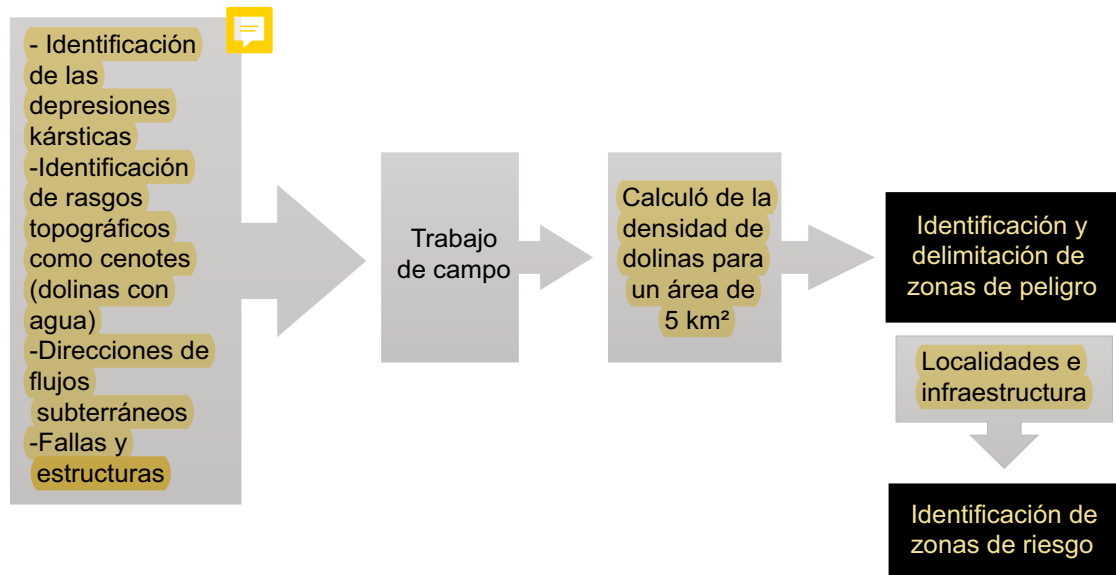 - Identificación
de las
depresiones
kársticas
-Identificación
de rasgos
topográficos
como cenotes
(dolinas con
agua)
-Direcciones de
flujos
subterráneos
-Fallas y
estructuras
Trabajo
de campo
Calculó de la
densidad de
dolinas para
un área de
5 km²
Identificación y
delimitación de
zonas de peligro
Localidades e
infraestructura
Identificación de
zonas de riesgo